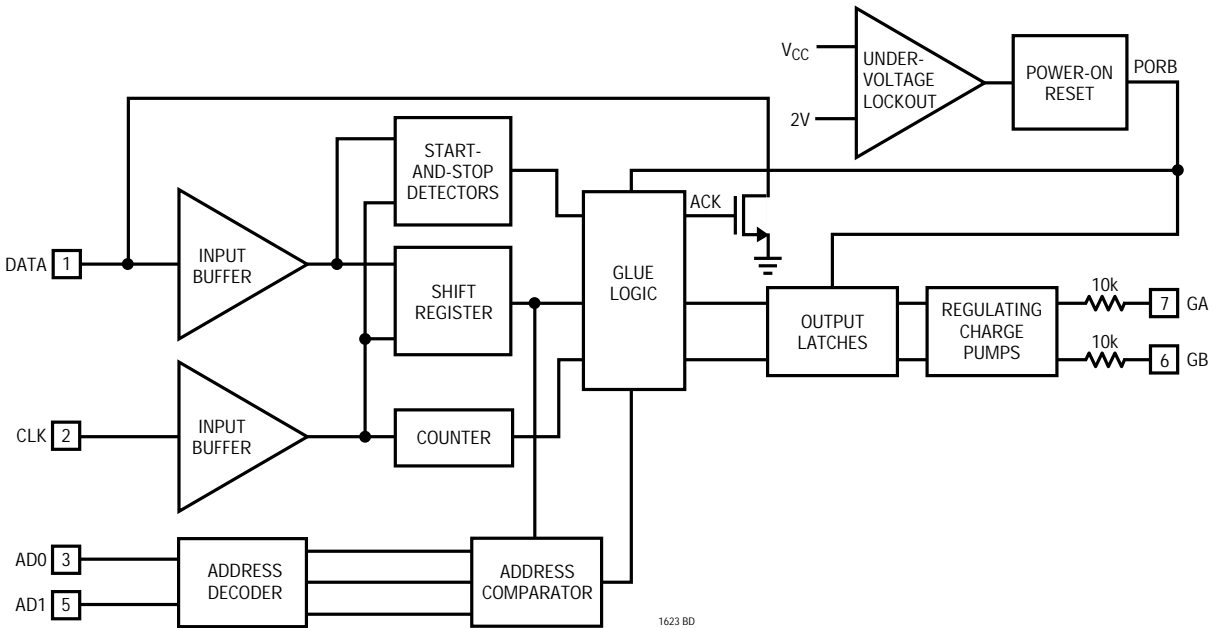 V_CC
UNDER-
VOLTAGE
LOCKOUT
2V
POWER-ON
RESET
PORB
START-
AND-STOP
DETECTORS
ACK
DATA 1
INPUT
BUFFER
SHIFT
REGISTER
GLUE
LOGIC
OUTPUT
LATCHES
REGULATING
CHARGE
PUMPS
10k
7 GA
10k
6 GB
CLK 2
INPUT
BUFFER
COUNTER
AD0 3
AD1 5
ADDRESS
DECODER
ADDRESS
COMPARATOR
1623 BD